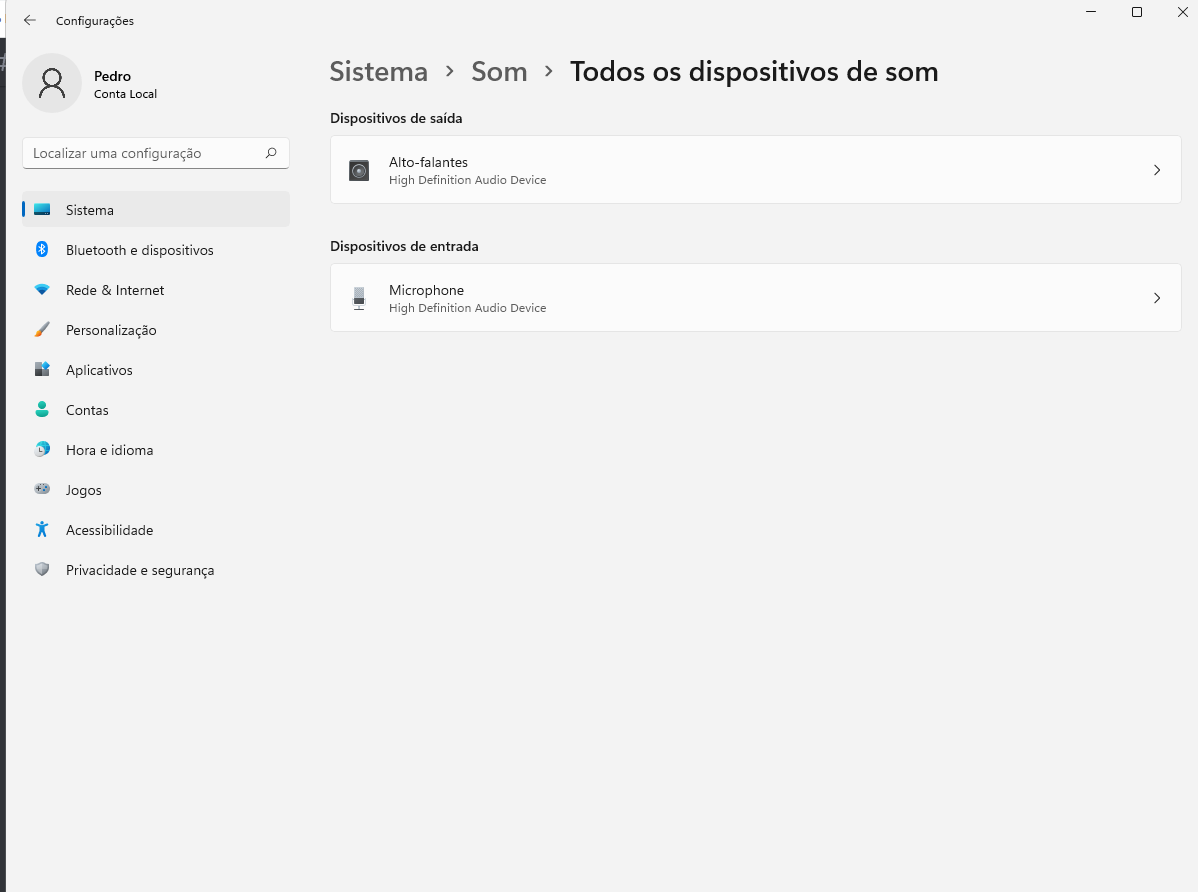 Configurações
Pedro
Conta Local
Localizar uma configuração
Sistema
Bluetooth e dispositivos
Rede & Internet
Personalização
Aplicativos
Contas
Hora e idioma
Jogos
Acessibilidade
Privacidade e segurança
Sistema › Som › Todos os dispositivos de som
Dispositivos de saída
Alto-falantes
High Definition Audio Device
Dispositivos de entrada
Microphone
High Definition Audio Device